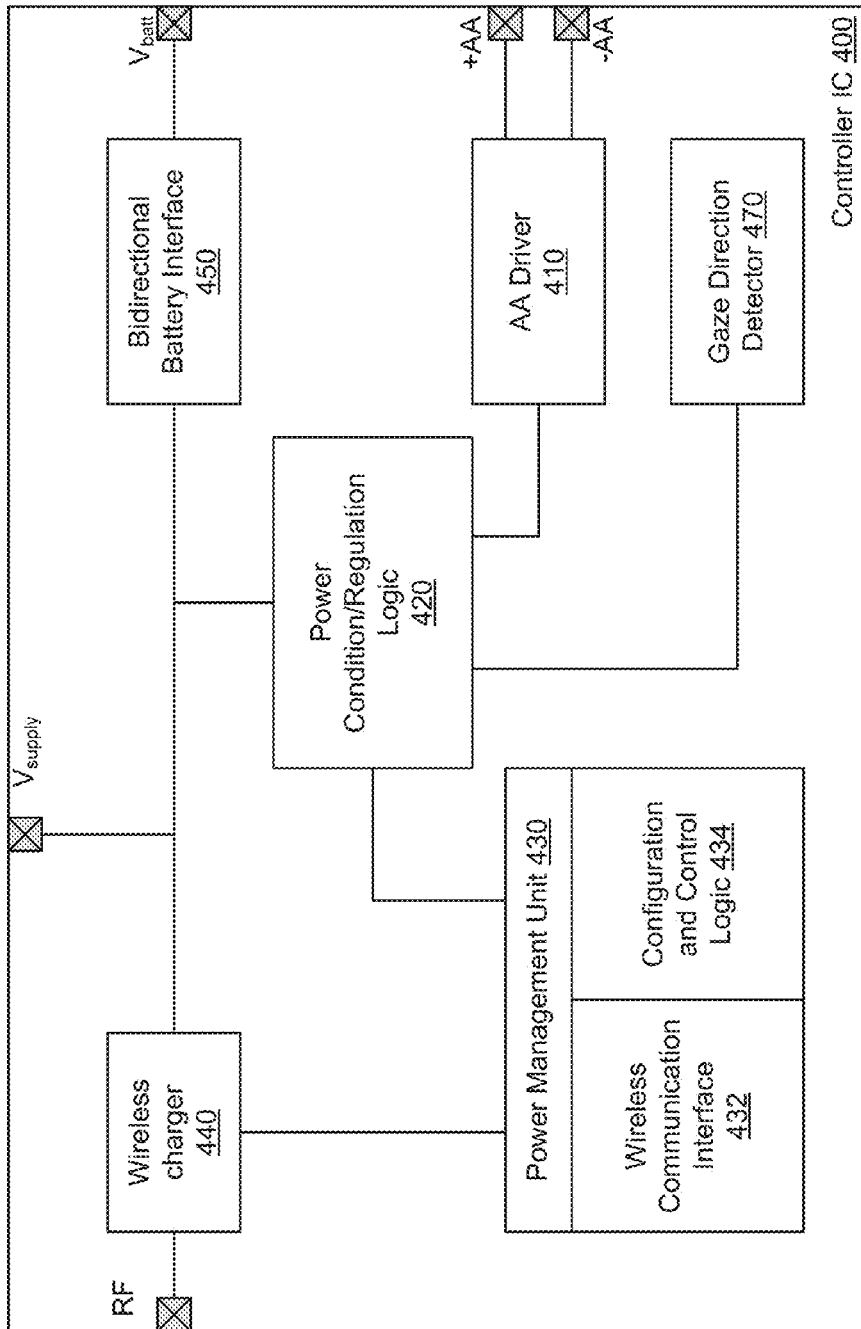 RF
Wireless
charger
440
V_supply
Bidirectional
Battery Interface
450
V_batt
Power
Condition/Regulation
Logic
420
AA Driver
410
+AA
-AA
Power Management Unit 430
Wireless
Communication
Interface
432
Configuration
and Control
Logic 434
Gaze Direction
Detector 470
Controller IC 400